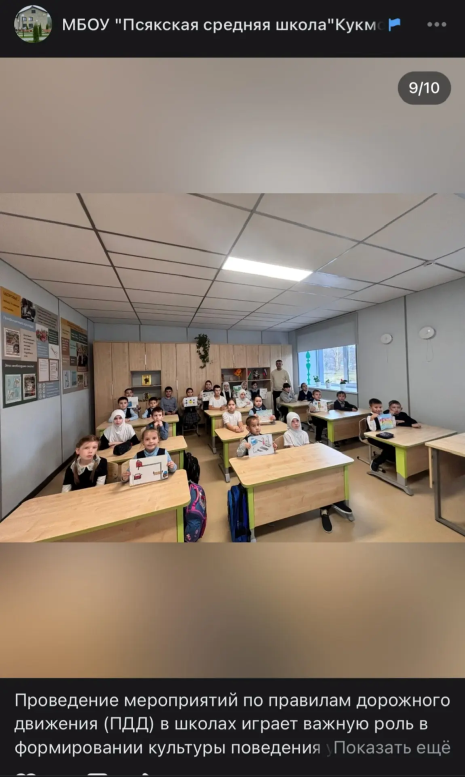 МБОУ "Псякская средняя школа"Кукм
9/10
Проведение мероприятий по правилам дорожного
движения (ПДД) в школах играет важную роль в
формировании культуры поведения Показать ещё